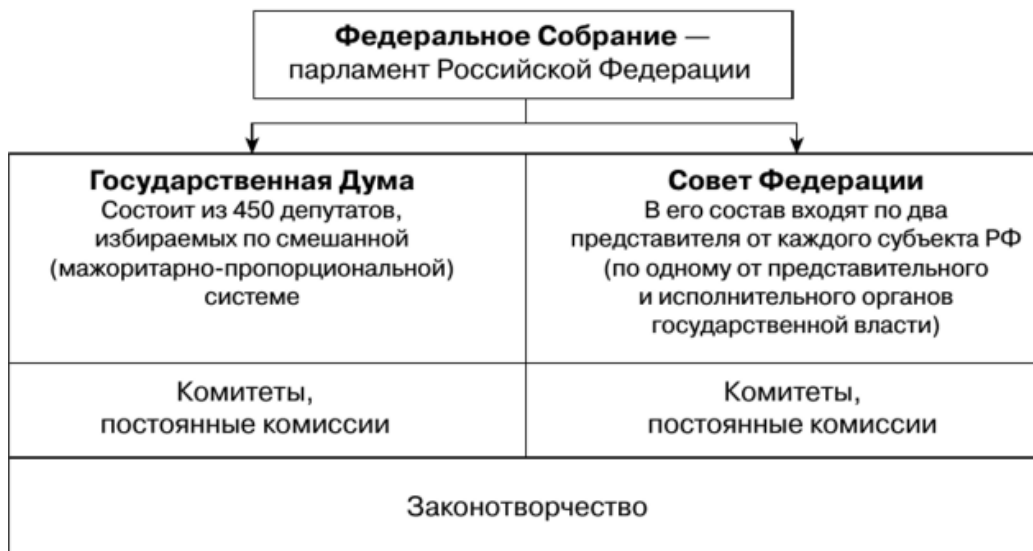 Федеральное Собрание —
парламент Российской Федерации
Государственная Дума
Состоит из 450 депутатов,
избираемых по смешанной
(мажоритарно-пропорциональной)
системе
Совет Федерации
В его состав входят по два
представителя от каждого субъекта РФ
(по одному от представительного
и исполнительного органов
государственной власти)
Комитеты,
постоянные комиссии
Комитеты,
постоянные комиссии
Законотворчество